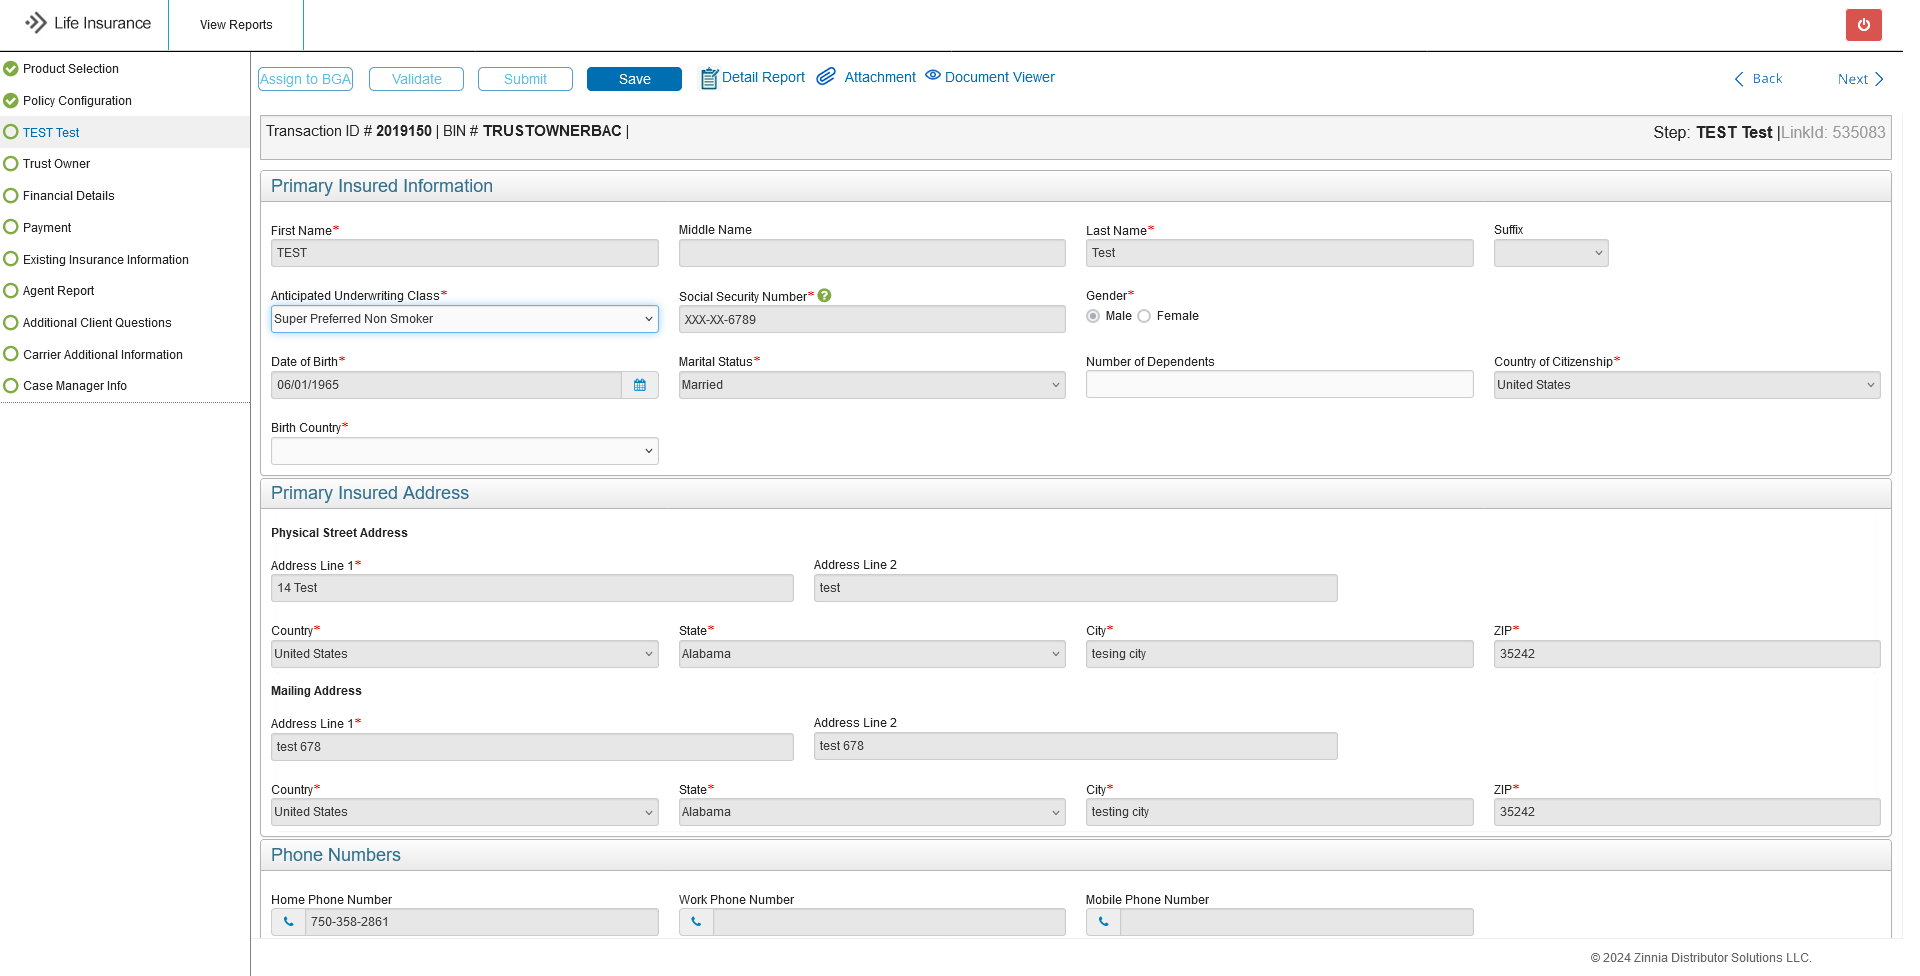 Life Insurance
View Reports
Product Selection
Policy Configuration
TEST Test
Trust Owner
Financial Details
Payment
Existing Insurance Information
Agent Report
Additional Client Questions
Carrier Additional Information
Case Manager Info
Assign to BGA Validate Submit Save Detail Report Attachment Document Viewer Back Next
Transaction ID # 2019150 | BIN # TRUSTOWNERBAC | Step: TEST Test |LinkId: 535083
Primary Insured Information
First Name* Middle Name Last Name* Suffix
TEST Test
Anticipated Underwriting Class* Social Security Number* ? Gender*
Super Preferred Non Smoker XXX-XX-6789 Male Female
Date of Birth* Marital Status* Number of Dependents Country of Citizenship*
06/01/1965 Married United States
Birth Country*
Primary Insured Address
Physical Street Address
Address Line 1* Address Line 2
14 Test test
Country* State* City* ZIP*
United States Alabama tesing city 35242
Mailing Address
Address Line 1* Address Line 2
test 678 test 678
Country* State* City* ZIP*
United States Alabama testing city 35242
Phone Numbers
Home Phone Number Work Phone Number Mobile Phone Number
750-358-2861
© 2024 Zinnia Distributor Solutions LLC.